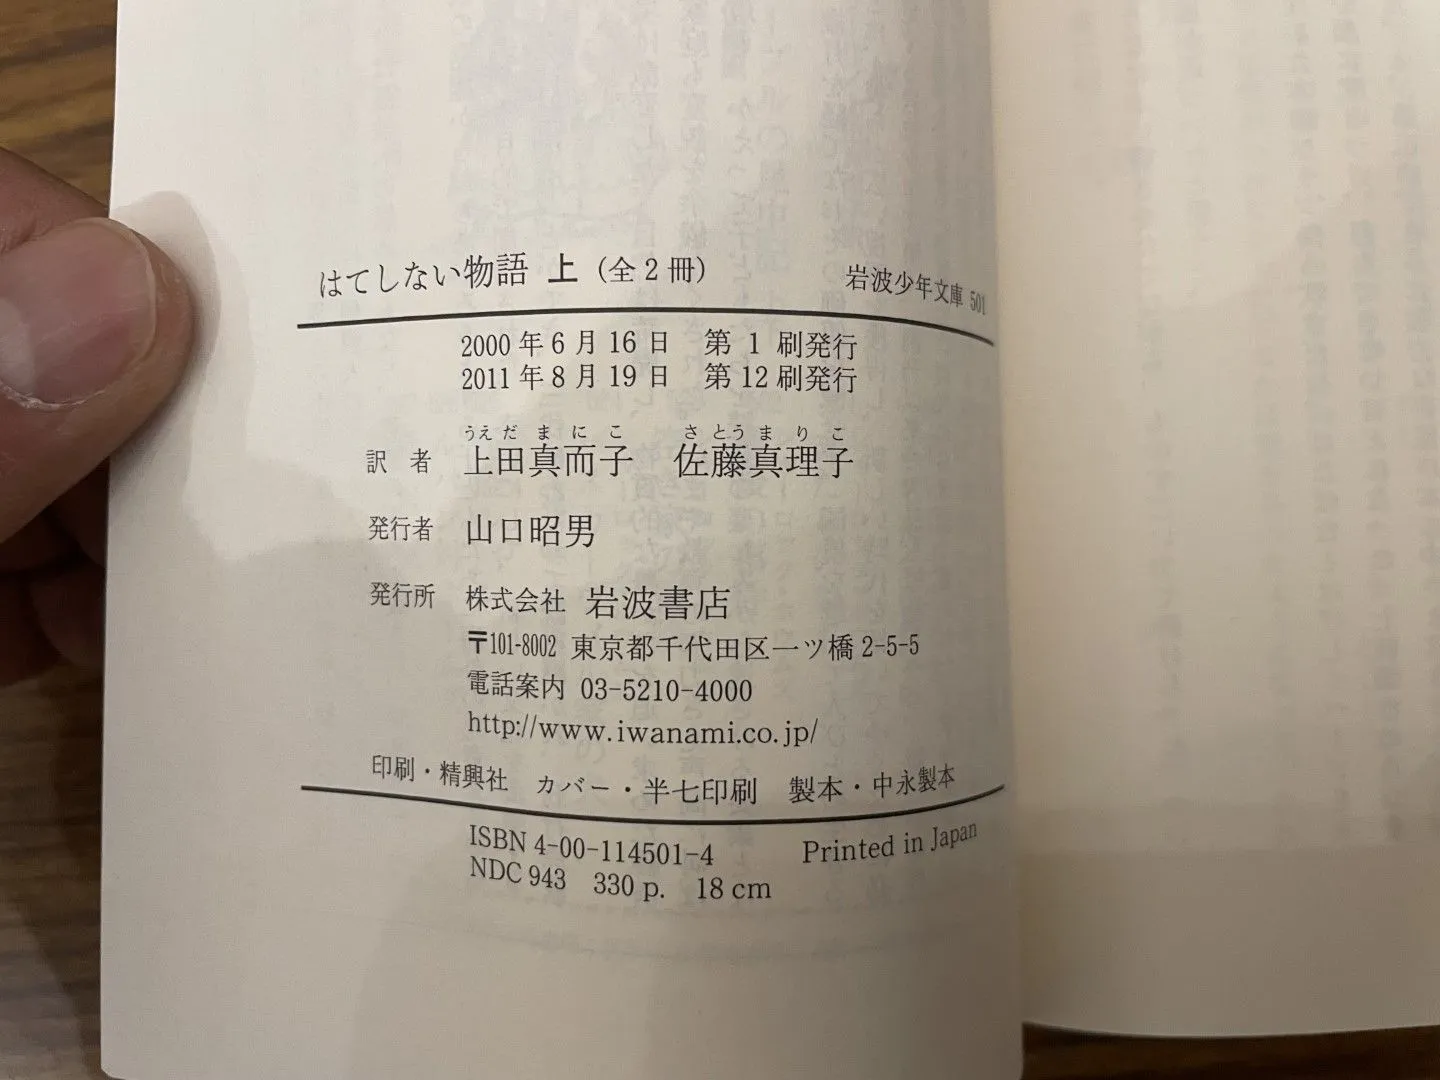 はてしない物語 上 (全2冊) 岩波少年文庫 501
2000年6月16日 第1刷発行
2011年8月19日 第12刷発行
うえだまにこ さとうまりこ
訳者 上田真而子 佐藤真理子
発行者 山口昭男
発行所 株式会社 岩波書店
〒101-8002 東京都千代田区一ツ橋2-5-5
電話案内 03-5210-4000
http://www.iwanami.co.jp/
印刷・精興社 カバー・半七印刷 製本・中永製本
ISBN 4-00-114501-4 Printed in Japan
NDC 943 330 p. 18 cm